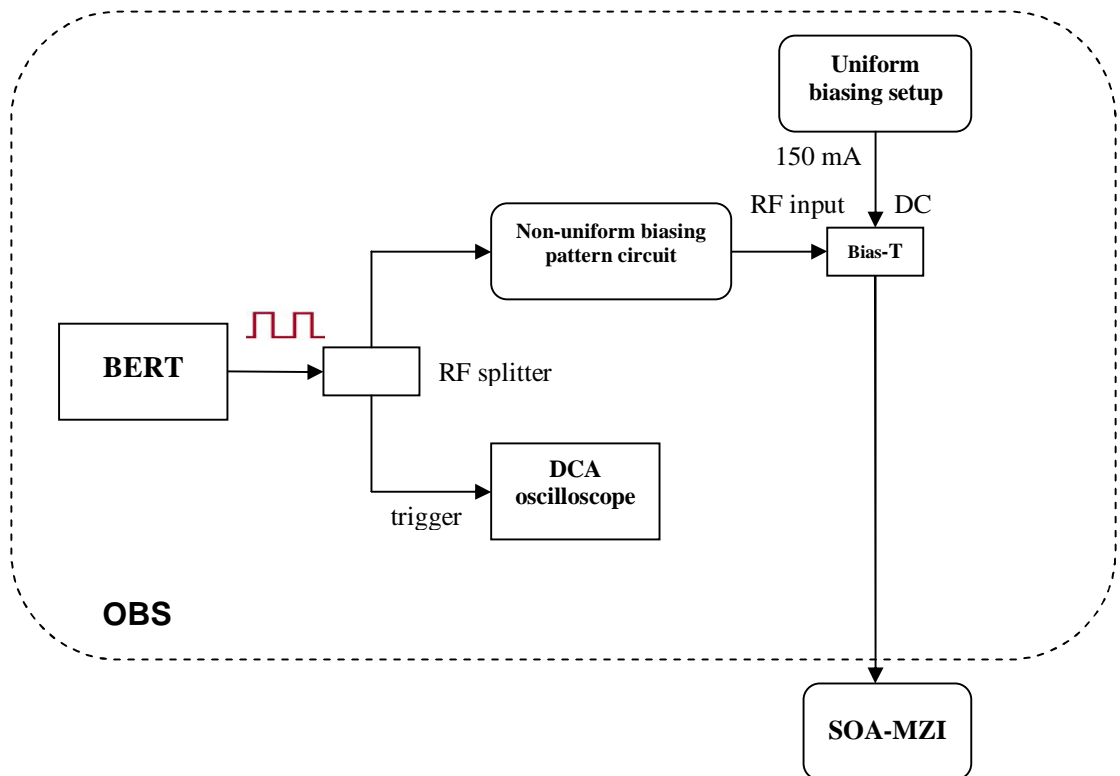 Uniform
biasing setup
150 mA
RF input
DC
Non-uniform biasing
pattern circuit
Bias-T
BERT
RF splitter
DCA
oscilloscope
trigger
OBS
SOA-MZI